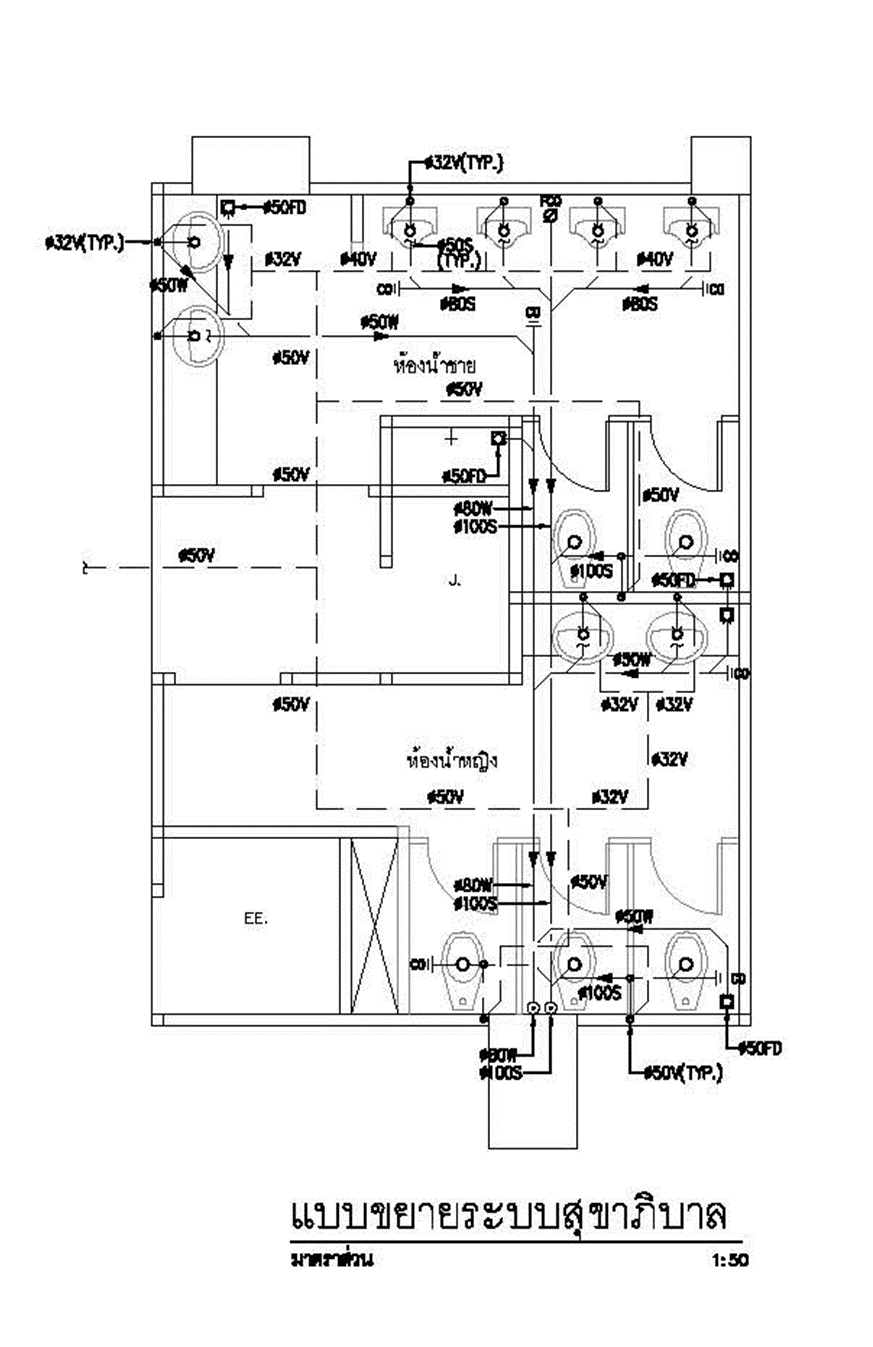 ø32V(TYP.)
ø50FD
FCO
ø32V(TYP.)
ø50S
(TYP.)
ø32V
ø40V
ø40V
ø50W
CO
ø80S
ø80S
CO
CO
ø50W
ø50V
ห้องน้ำชาย
ø50V
ø50V
ø50FD
ø50V
ø80W
ø100S
ø50V
CO
ø100S
ø50FD
J.
ø50W
CO
ø50V
ø32V
ø32V
ห้องน้ำหญิง
ø32V
ø50V
ø32V
ø80W
ø50V
ø100S
EE.
ø50W
CO
CO
ø100S
ø80W
ø50FD
ø100S
ø50V(TYP.)
แบบขยายระบบสุขาภิบาล
มาตราส่วน
1:50